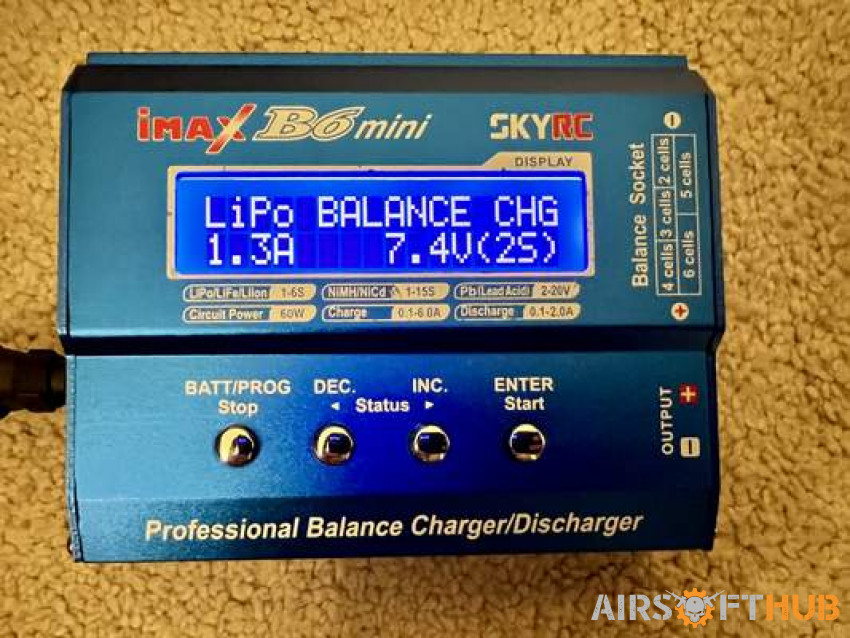 iMAX B6 mini SKYRC
DISPLAY
LiPo BALANCE CHG
1.3A 7.4V(2S)
LiPo/LiFe/LiIon 1-6S NiMH/NiCd 1-15S Pb(Lead Acid) 2-20V
Circuit Power 60W Charge 0.1-6.0A Discharge 0.1-2.0A
Balance Socket
4 cells 3 cells 2 cells
6 cells 5 cells
BATT/PROG DEC. INC. ENTER
Stop ◄ Status ► Start
OUTPUT
Professional Balance Charger/Discharger
AIRSOFTHUB